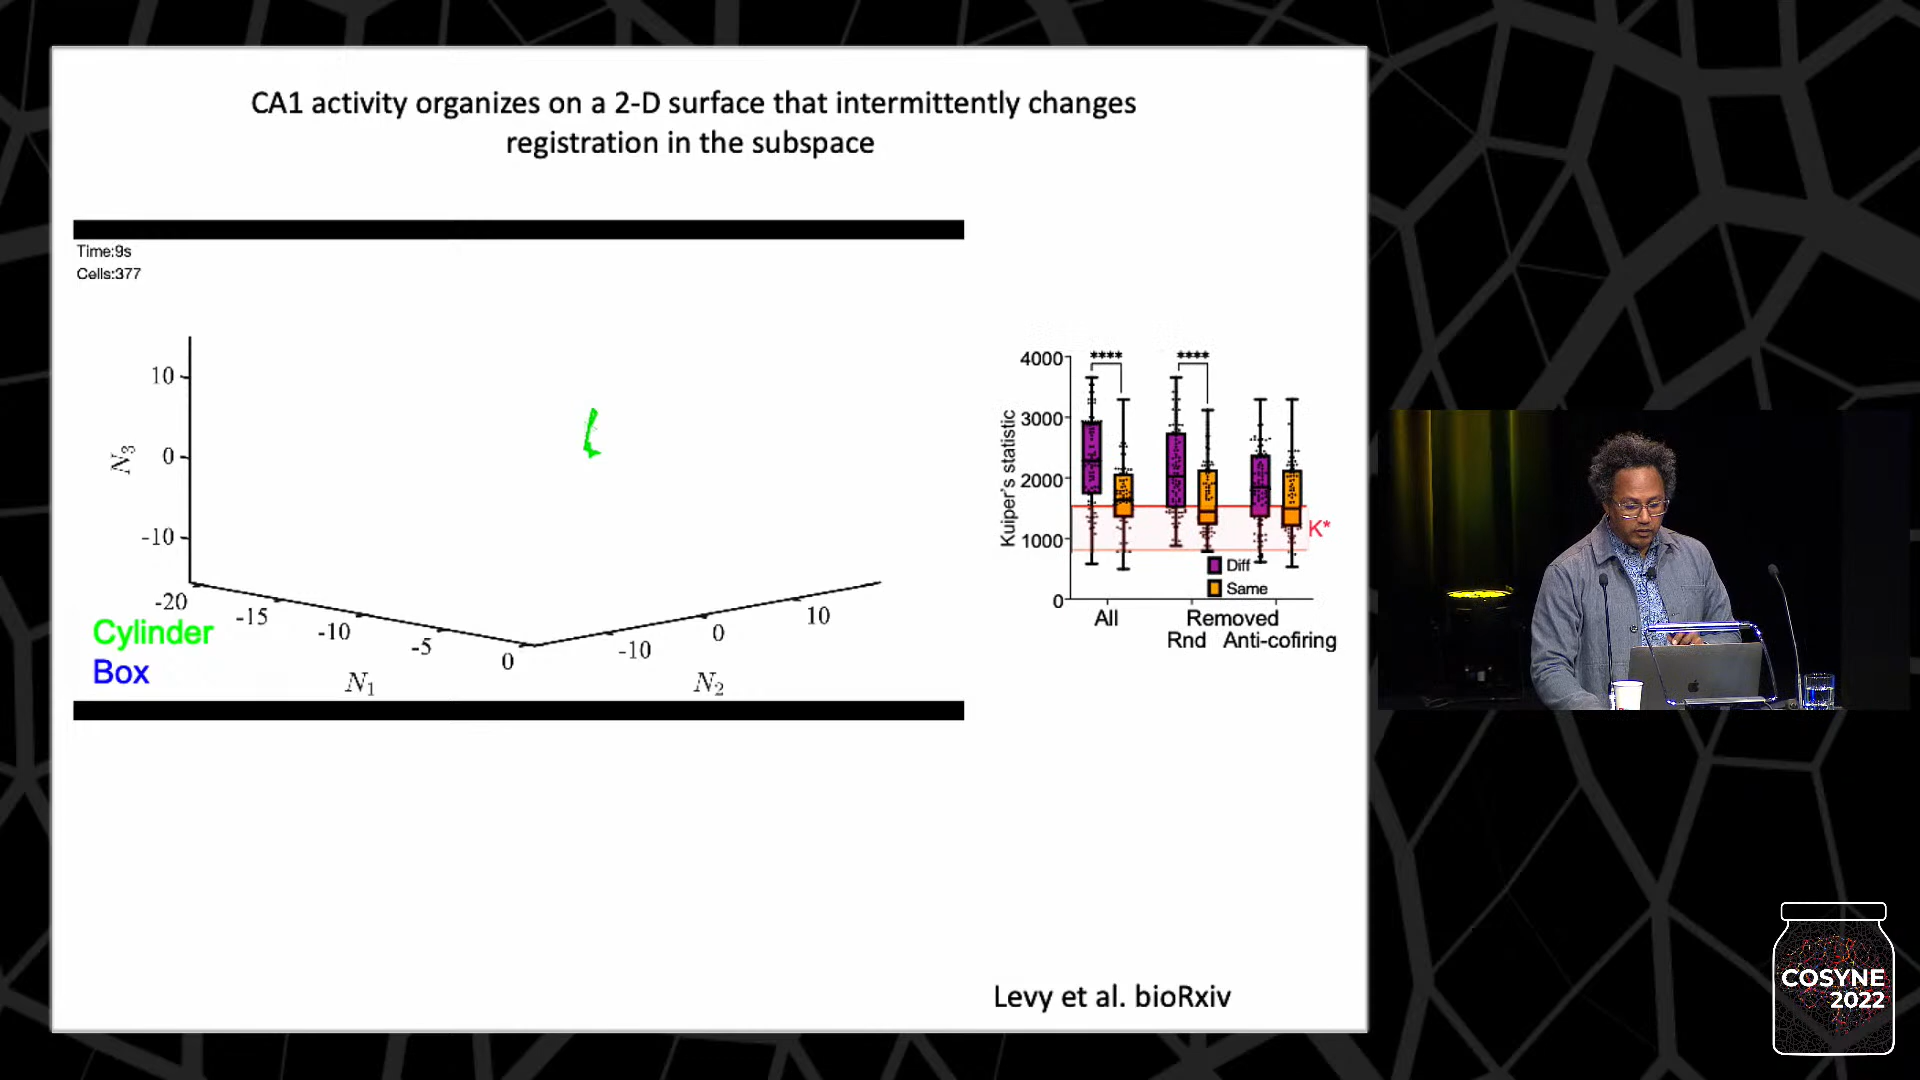 CA1 activity organizes on a 2-D surface that intermittently changes
registration in the subspace
Time:9s
Cells:377
10
0
-10
N3
-20
-15
-10
-5
0
N1
-10
0
10
N2
Cylinder
Box
4000
3000
2000
1000
0
Kuiper's statistic
****
****
K*
Diff
Same
All
Removed
Rnd
Anti-cofiring
Levy et al. bioRxiv
COSYNE
2022